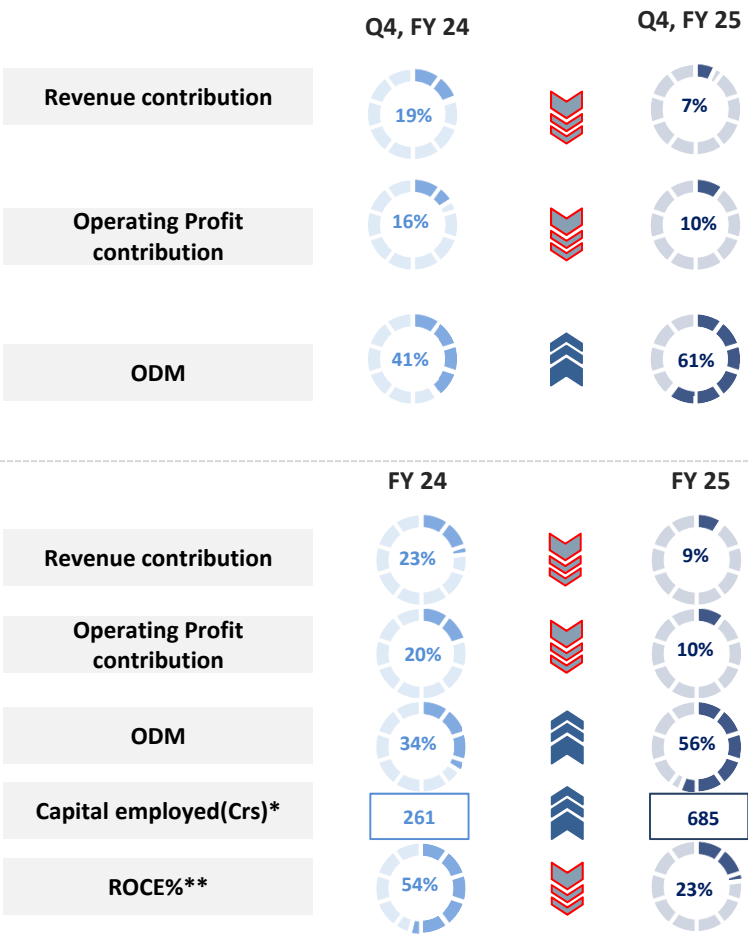 Q4, FY 24
Q4, FY 25
Revenue contribution
19%
7%
Operating Profit
contribution
16%
10%
ODM
41%
61%
FY 24
FY 25
Revenue contribution
23%
9%
Operating Profit
contribution
20%
10%
ODM
34%
56%
Capital employed(Crs)*
261
685
ROCE%**
54%
23%